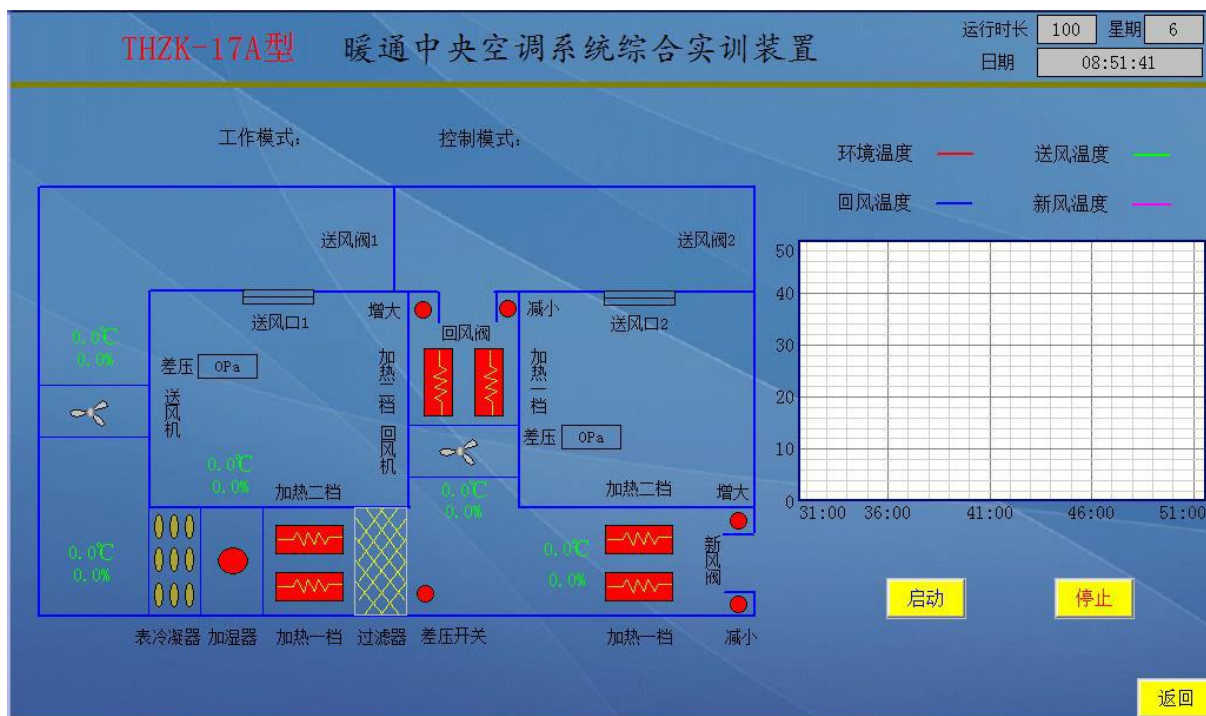 THZK-17A型 暖通中央空调系统综合实训装置
运行时长 100 星期 6
日期 08:51:41
工作模式: 控制模式:
环境温度 送风温度
回风温度 新风温度
送风阀1 送风阀2
增大 减小
送风口1 回风阀 送风口2
0.0℃
0.0%
差压 0Pa
加热二档
加热一档
送风机
回风机
差压 0Pa
0.0℃
0.0%
加热二档
0.0℃
0.0%
加热二档 增大
0.0℃
0.0%
0.0℃
0.0%
新风阀
表冷凝器 加湿器 加热一档 过滤器 差压开关 加热一档 减小
50
40
30
20
10
0
31:00 36:00 41:00 46:00 51:00
启动 停止
返回